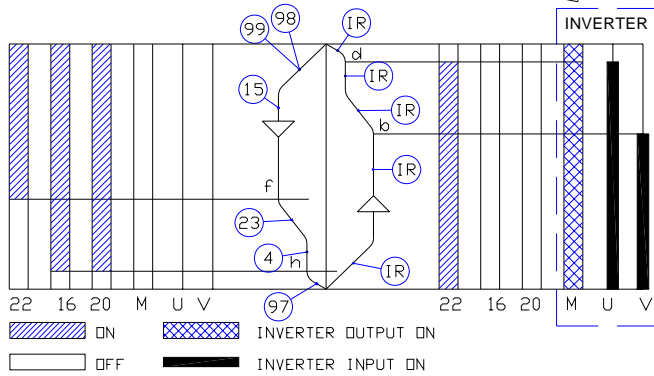 INVERTER
98
99
IR
d
IR
15
IR
b
IR
f
23
4
h
IR
97
22 16 20 M U V
22 16 20 M U V
ON
INVERTER OUTPUT ON
OFF
INVERTER INPUT ON